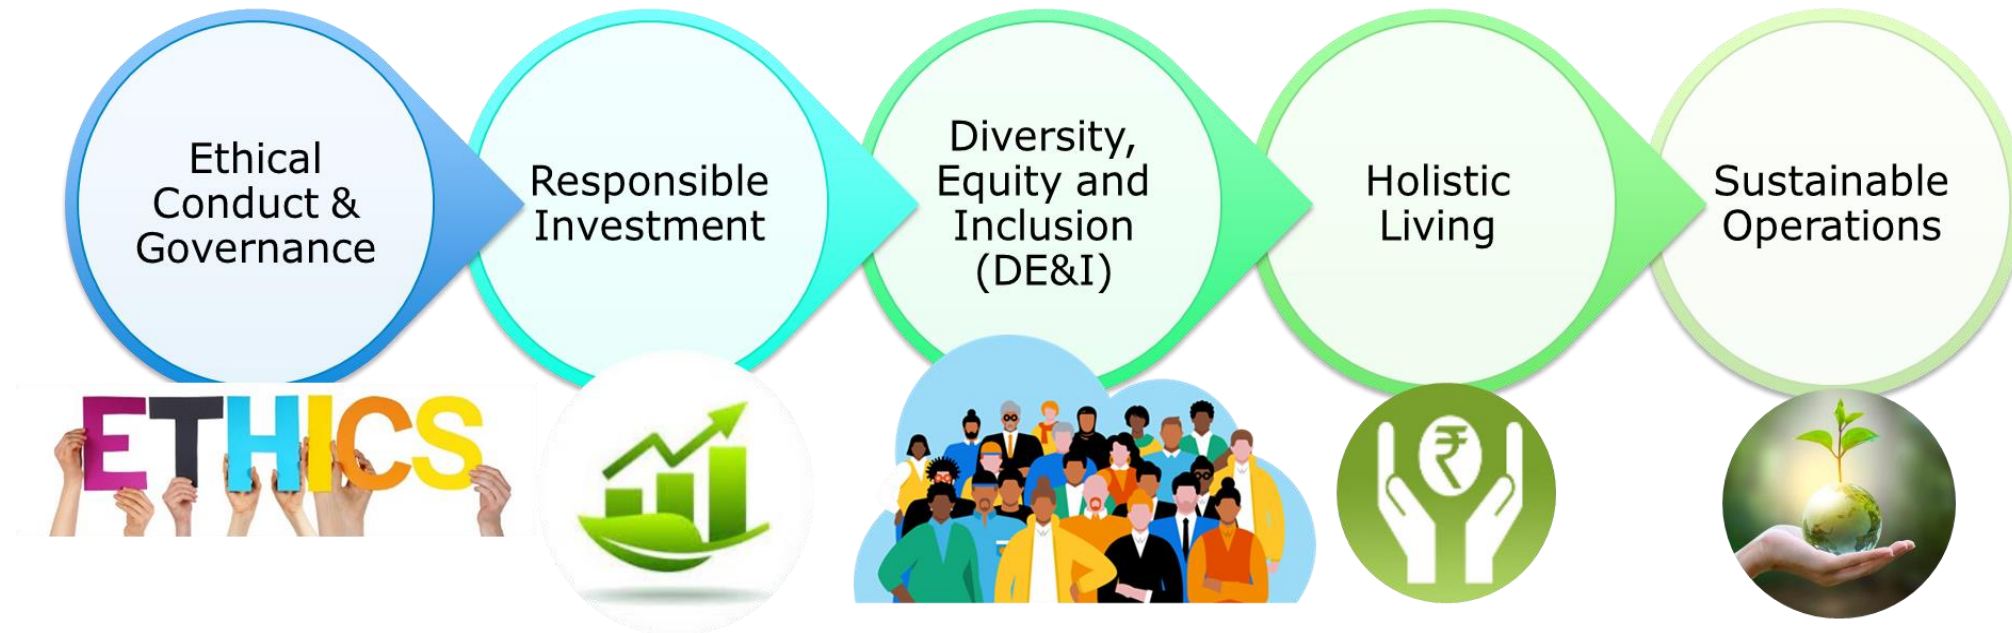 Ethical
Conduct &
Governance
Responsible
Investment
Diversity,
Equity and
Inclusion
(DE&I)
Holistic
Living
Sustainable
Operations
ETHICS
₹